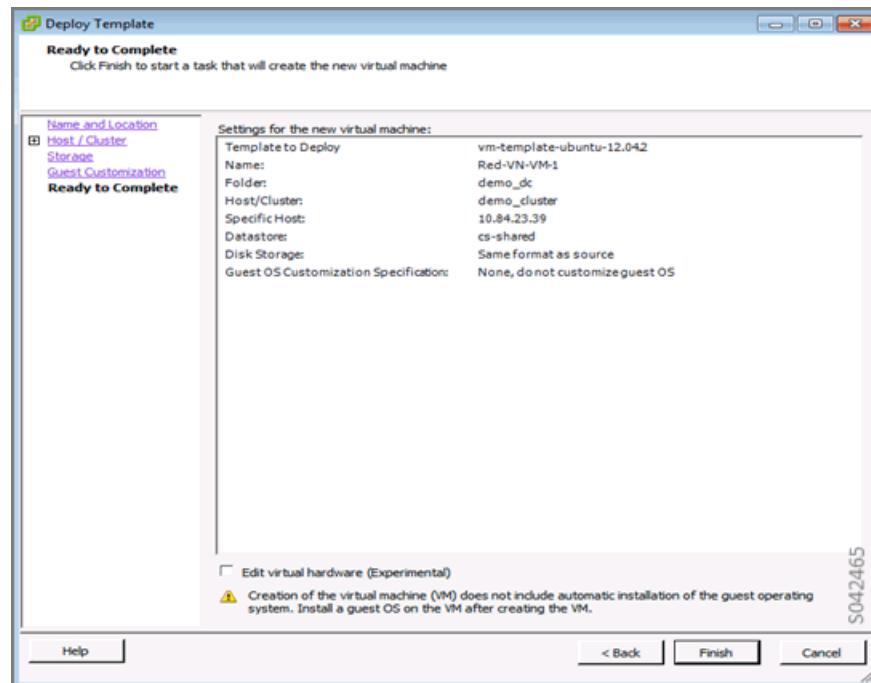 Deploy Template
Ready to Complete
Click Finish to start a task that will create the new virtual machine
Name and Location
Host / Cluster
Storage
Guest Customization
Ready to Complete
Settings for the new virtual machine:
Template to Deploy vm-template-ubuntu-12.042
Name: Red-VN-VM-1
Folder: demo_dc
Host/Cluster: demo_cluster
Specific Host: 10.84.23.39
Datastore: cs-shared
Disk Storage: Same format as source
Guest OS Customization Specification: None, do not customize guest OS
Edit virtual hardware (Experimental)
Creation of the virtual machine (VM) does not include automatic installation of the guest operating
system. Install a guest OS on the VM after creating the VM.
S042465
Help
< Back
Finish
Cancel